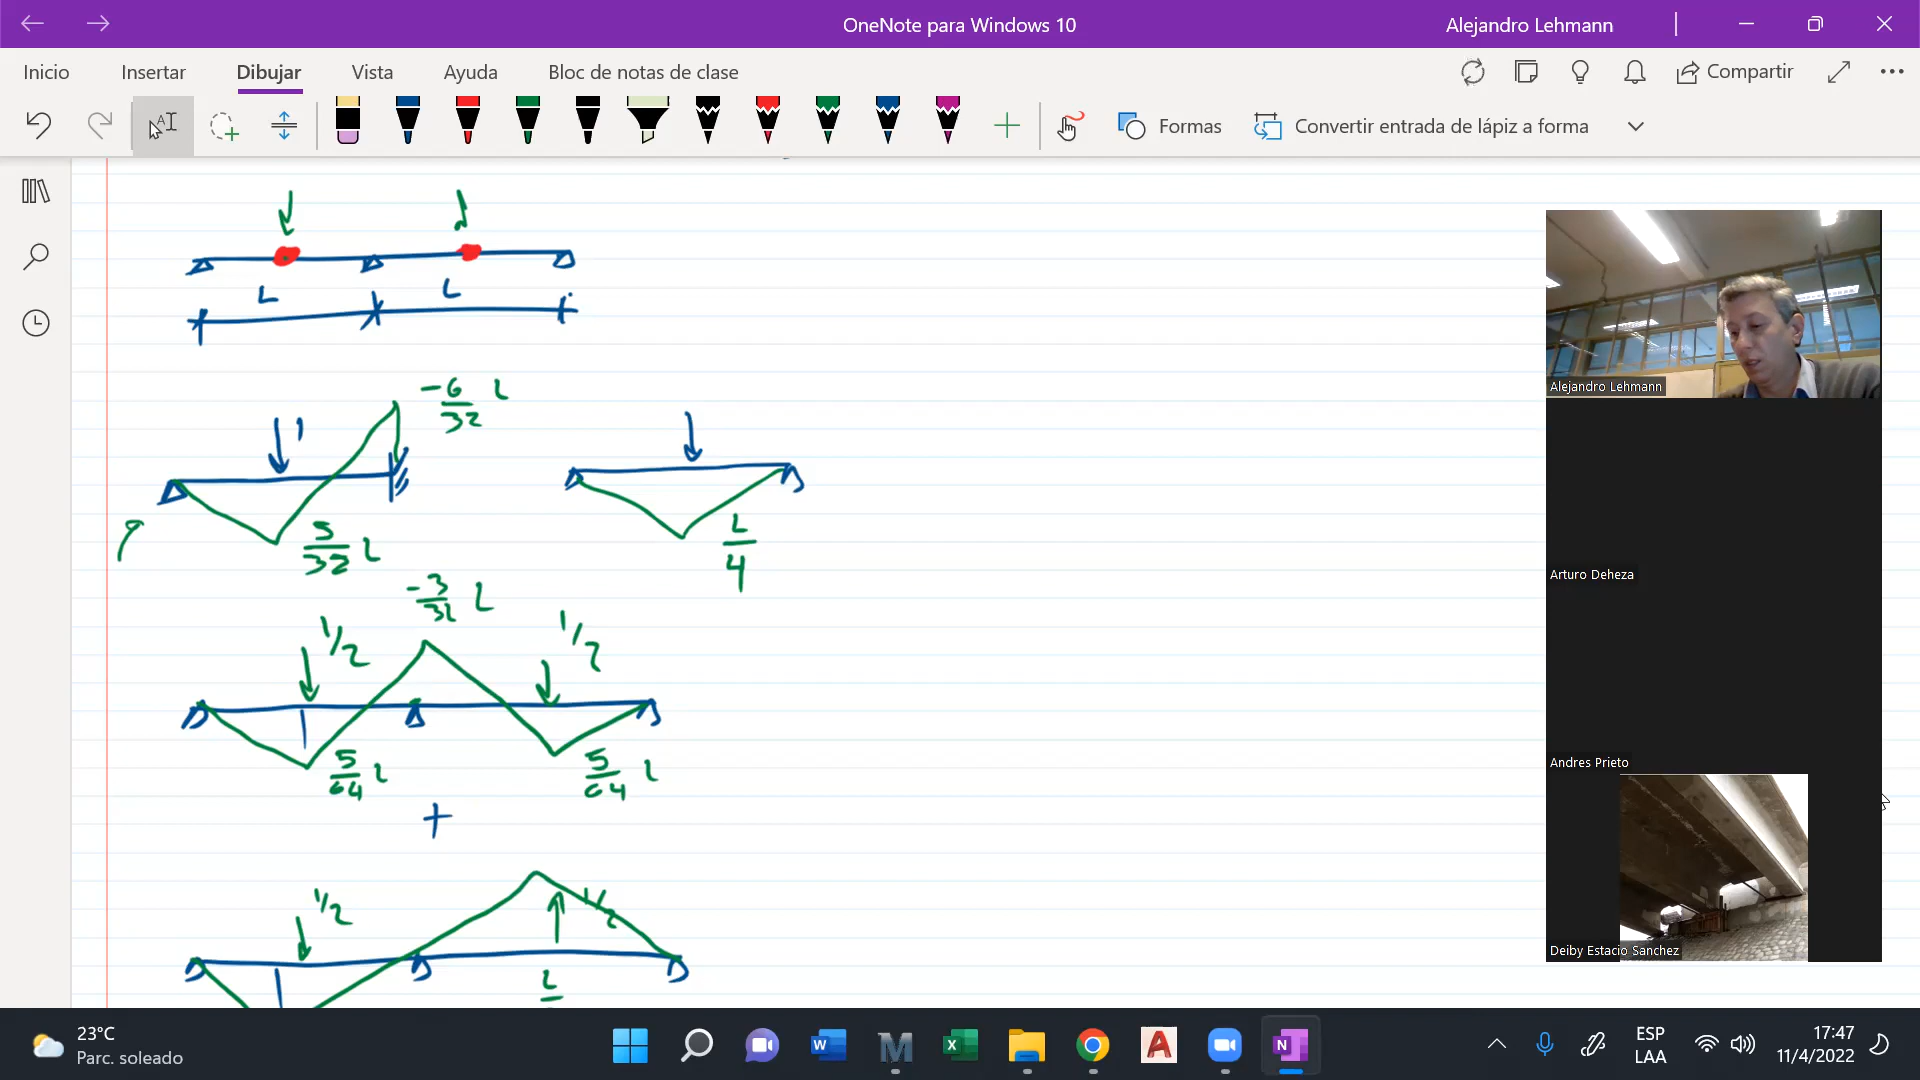 OneNote para Windows 10
Alejandro Lehmann
Inicio
Insertar
Dibujar
Vista
Ayuda
Bloc de notas de clase
Compartir
Formas
Convertir entrada de lápiz a forma
L
L
-6/32 L
1
5/32 L
L/4
-3/32 L
1/2
1/2
5/64 L
5/64 L
+
1/2
1/2
L
Alejandro Lehmann
Arturo Deheza
Andres Prieto
Deiby Estacio Sanchez
23°C
Parc. soleado
ESP
LAA
17:47
11/4/2022